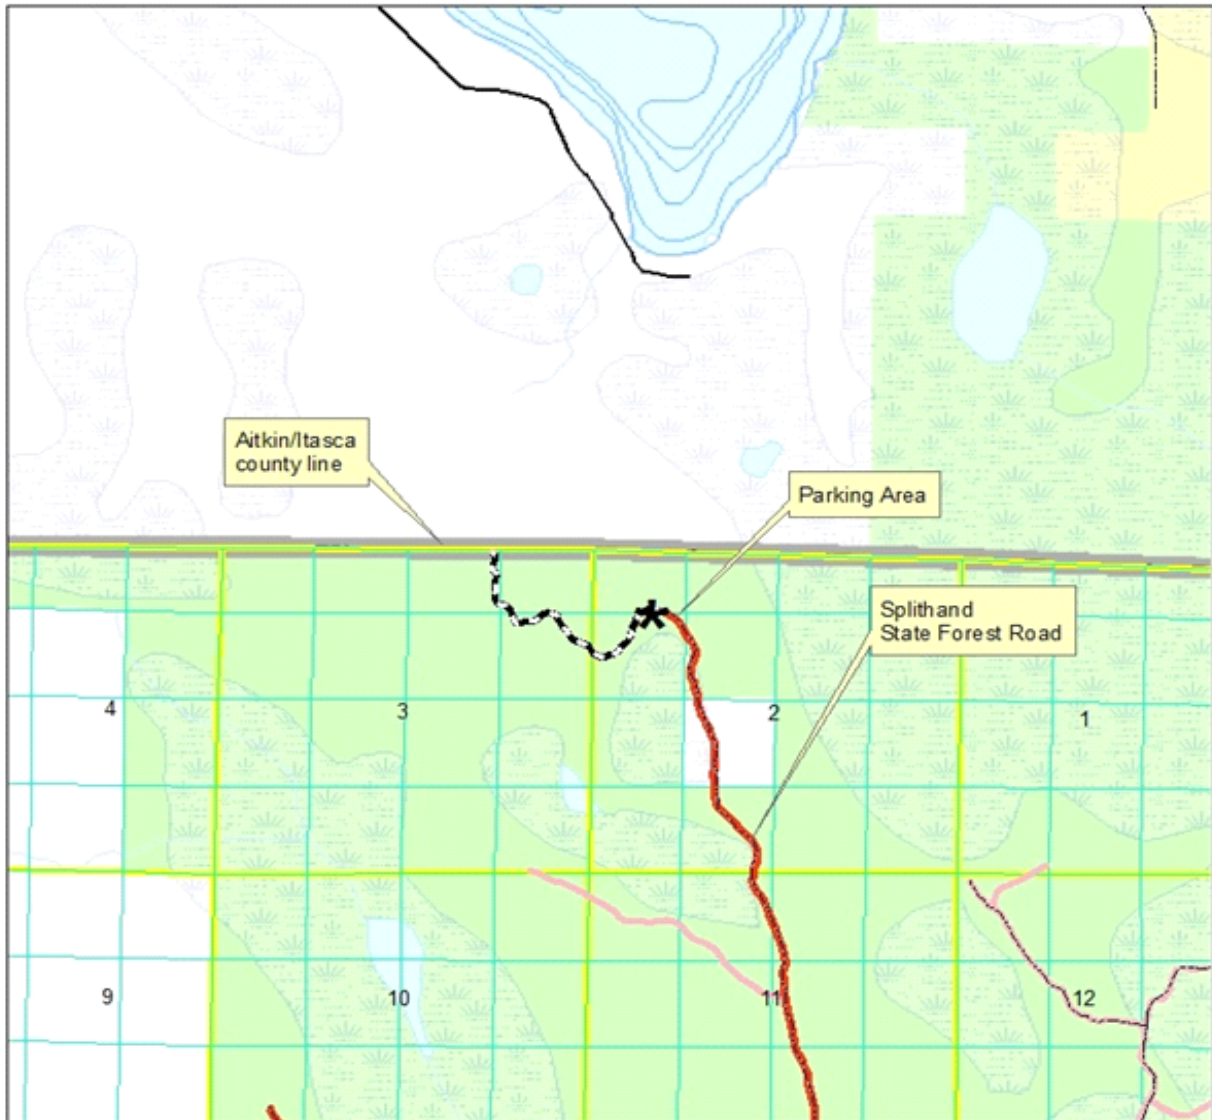 Aitkin/Itasca
county line
Parking Area
Splithand
State Forest Road
4
3
2
1
9
10
11
12